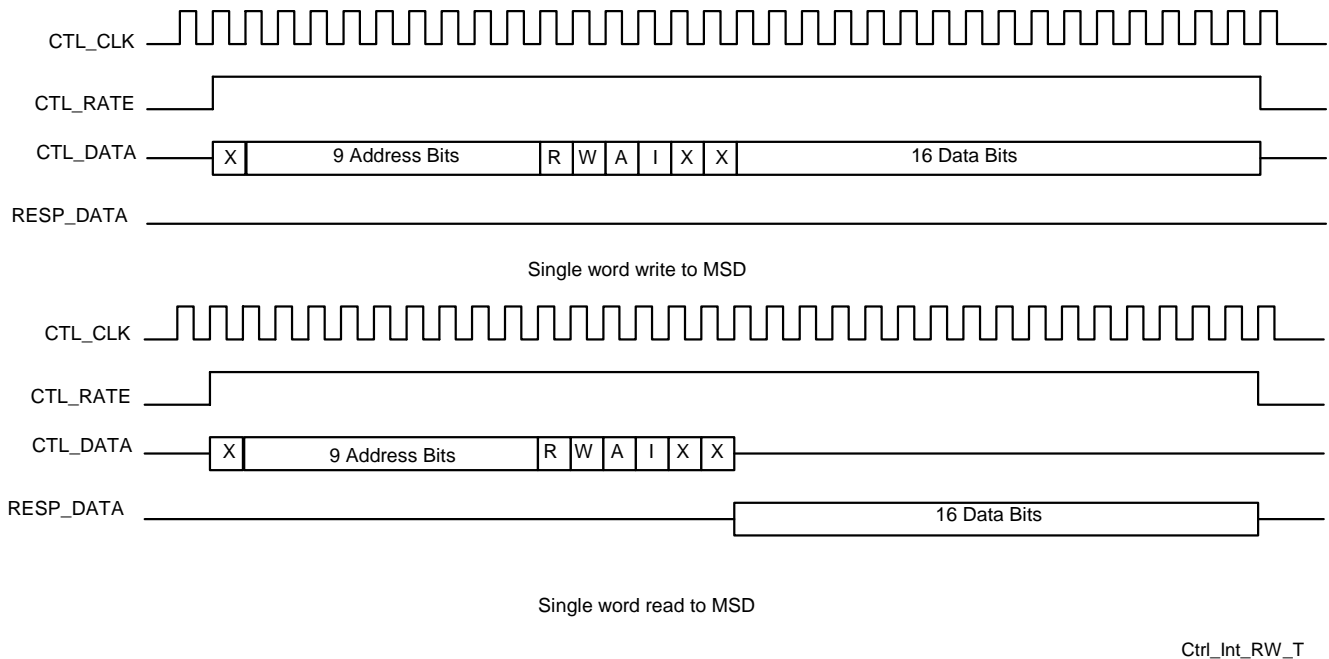 CTL_CLK
CTL_RATE
CTL_DATA X 9 Address Bits R W A I X X 16 Data Bits
RESP_DATA
Single word write to MSD
CTL_CLK
CTL_RATE
CTL_DATA X 9 Address Bits R W A I X X
RESP_DATA 16 Data Bits
Single word read to MSD
Ctrl_Int_RW_T